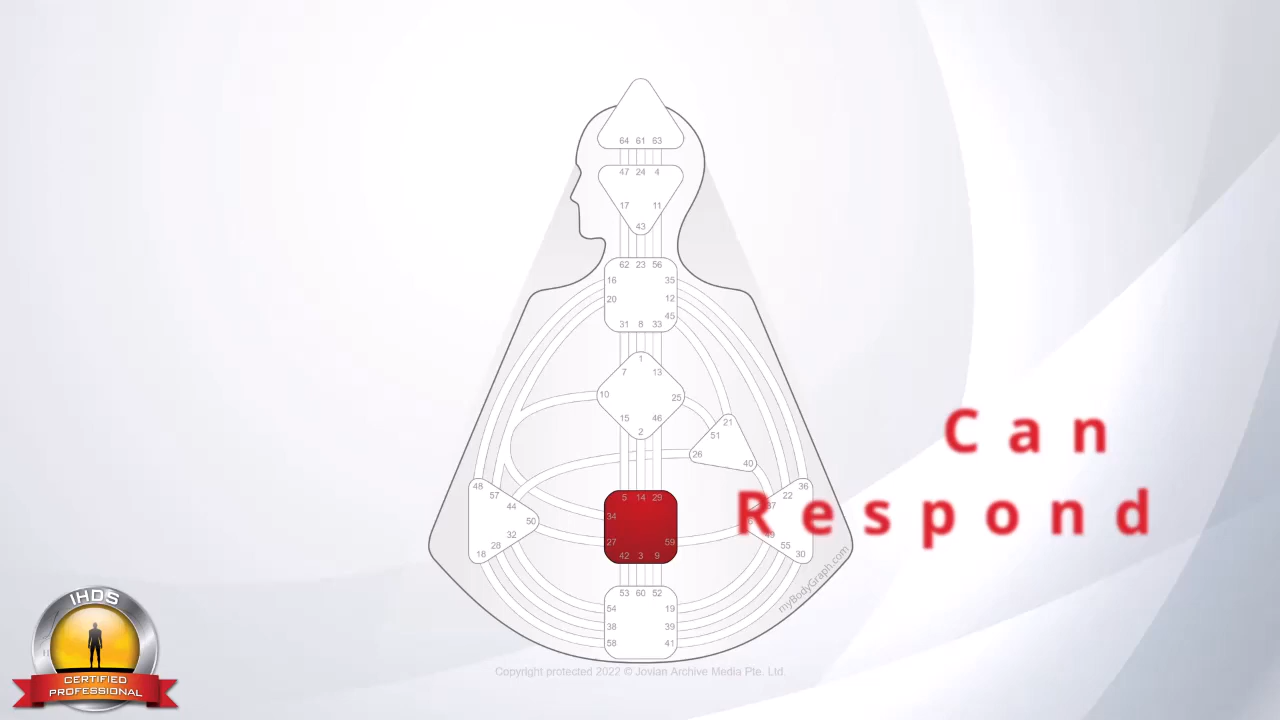 64 61 63
47 24 4
17 11
43
62 23 56
16 35
20 12
45
31 8 33
1
7 13
10 25
15 46
2
21
51
26 40
Can
Respond
48
57
44
50
32
28
18
5 14 29
34
27 59
42 3 9
36
22
37
49
55
30
53 60 52
54 19
38 39
58 41
myBodyGraph.com
Copyright protected 2022 © Jovian Archive Media Pte. Ltd.
IHDS
CERTIFIED
PROFESSIONAL